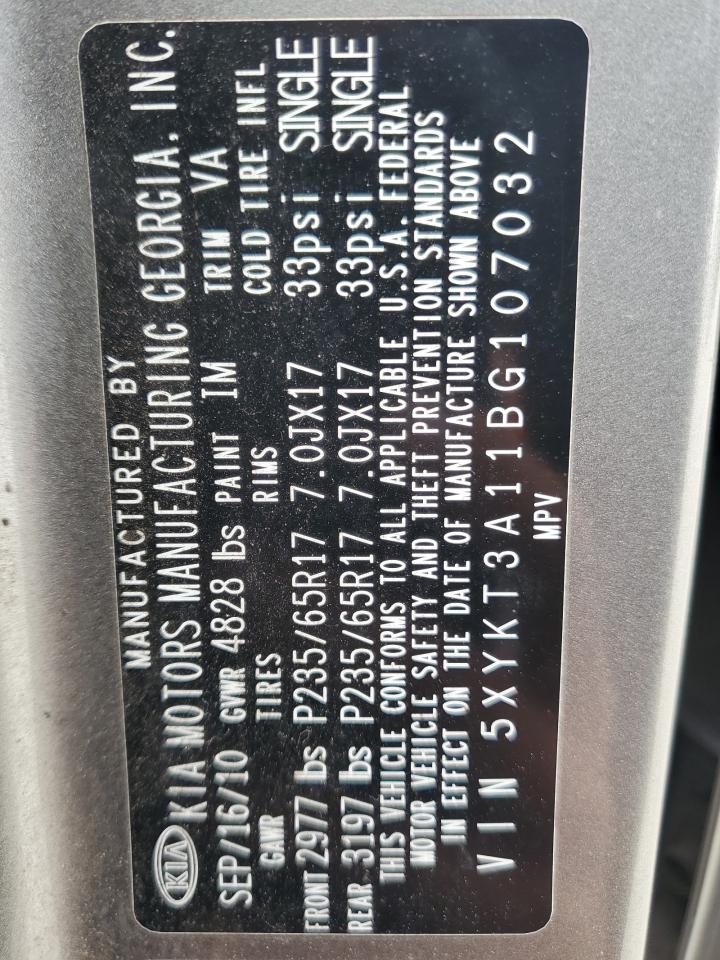 MANUFACTURED BY
KIA KIA MOTORS MANUFACTURING GEORGIA, INC.
SEP/16/10 GVWR 4828 lbs PAINT IM TRIM VA
GAWR TIRES RIMS COLD TIRE INFL
FRONT 2977 lbs P235/65R17 7.0JX17 33psi SINGLE
REAR 3197 lbs P235/65R17 7.0JX17 33psi SINGLE
THIS VEHICLE CONFORMS TO ALL APPLICABLE U.S.A. FEDERAL
MOTOR VEHICLE SAFETY AND THEFT PREVENTION STANDARDS
IN EFFECT ON THE DATE OF MANUFACTURE SHOWN ABOVE
VIN 5XYKT3A11BG107032
MPV